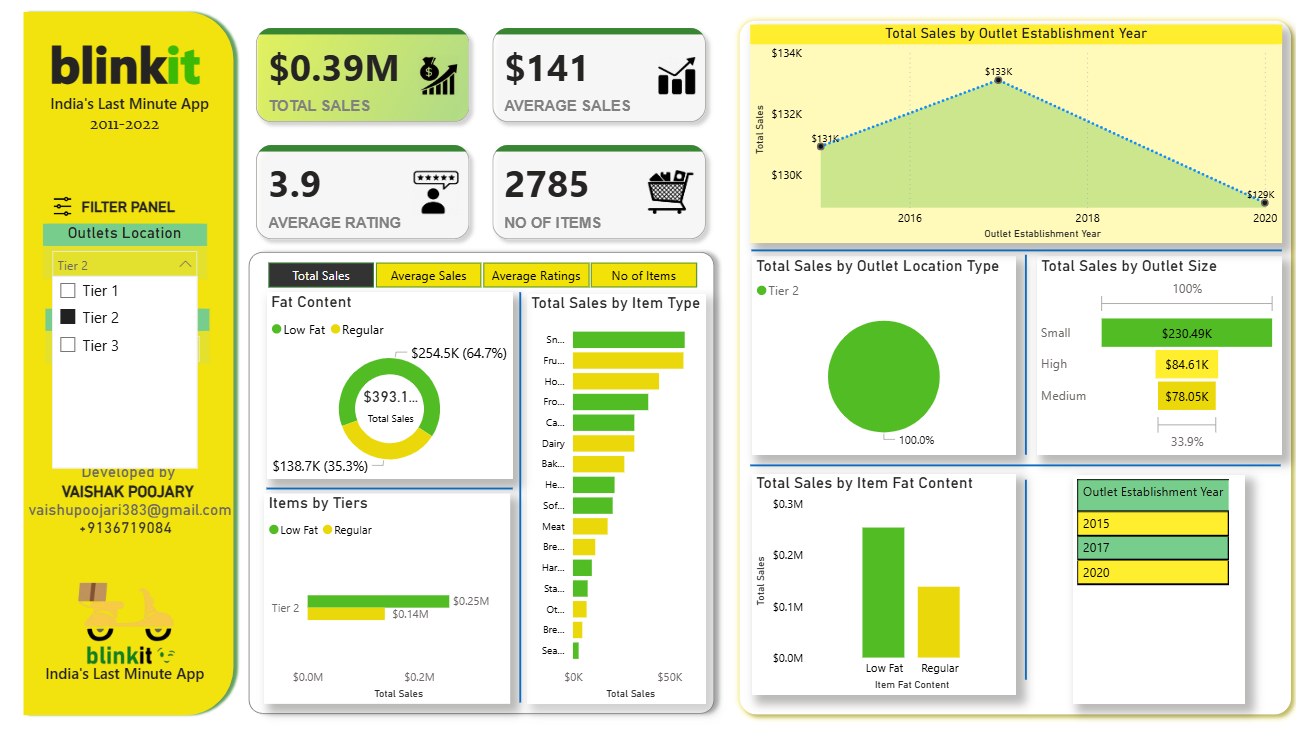 blinkit
India's Last Minute App
2011-2022
FILTER PANEL
Outlets Location
Tier 2
Tier 1
Tier 2
Tier 3
Developed by
VAISHAK POOJARY
vaishupoojari383@gmail.com
+9136719084
blinkit
India's Last Minute App
$0.39M
TOTAL SALES
$141
AVERAGE SALES
3.9
AVERAGE RATING
2785
NO OF ITEMS
Total Sales
Average Sales
Average Ratings
No of Items
Fat Content
Low Fat
Regular
$254.5K (64.7%)
$393.1...
Total Sales
$138.7K (35.3%)
Items by Tiers
Low Fat
Regular
Tier 2
$0.25M
$0.14M
$0.0M
$0.2M
Total Sales
Total Sales by Item Type
Sn...
Fru...
Ho...
Fro...
Ca...
Dairy
Bak...
He...
Sof...
Meat
Bre...
Har...
Sta...
Ot...
Bre...
Sea...
$0K
$50K
Total Sales
Total Sales by Outlet Establishment Year
$134K
$132K
$130K
Total Sales
$131K
$133K
$129K
2016
2018
2020
Outlet Establishment Year
Total Sales by Outlet Location Type
Tier 2
100.0%
Total Sales by Outlet Size
100%
Small
$230.49K
High
$84.61K
Medium
$78.05K
33.9%
Total Sales by Item Fat Content
$0.3M
$0.2M
$0.1M
$0.0M
Total Sales
Low Fat
Regular
Item Fat Content
Outlet Establishment Year
2015
2017
2020